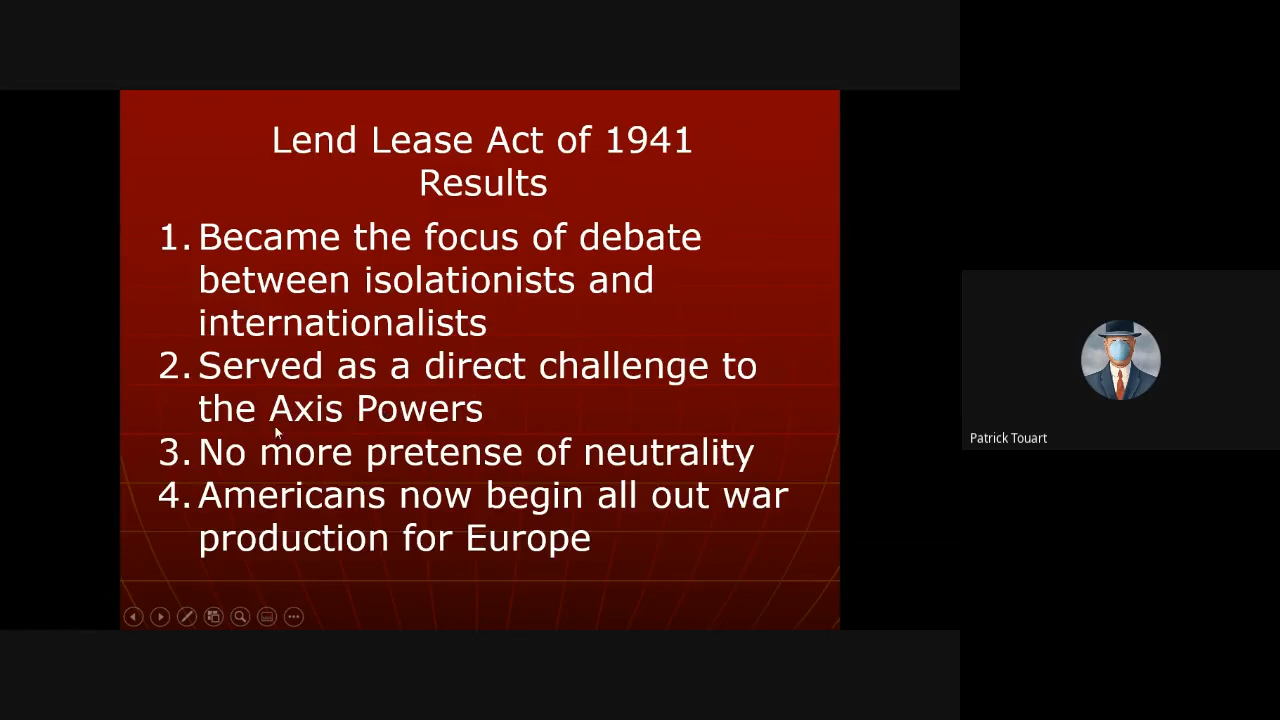 Lend Lease Act of 1941
Results
1. Became the focus of debate
between isolationists and
internationalists
2. Served as a direct challenge to
the Axis Powers
3. No more pretense of neutrality
4. Americans now begin all out war
production for Europe
Patrick Touart